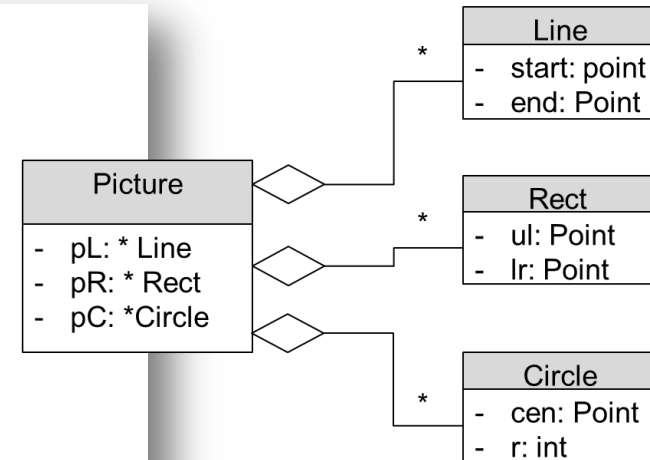 Picture
- pL: * Line
- pR: * Rect
- pC: *Circle
*
Line
- start: point
- end: Point
*
Rect
- ul: Point
- lr: Point
*
Circle
- cen: Point
- r: int